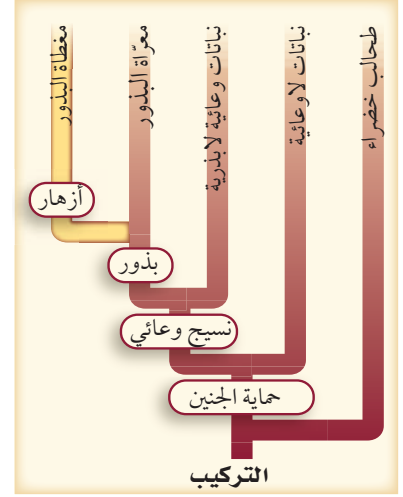 طحالب خضراء
نباتات لاوعائية
نباتات وعائية لابذرية
معرّاة البذور
مغطاة البذور
أزهار
بذور
نسيج وعائي
حماية الجنين
التركيب